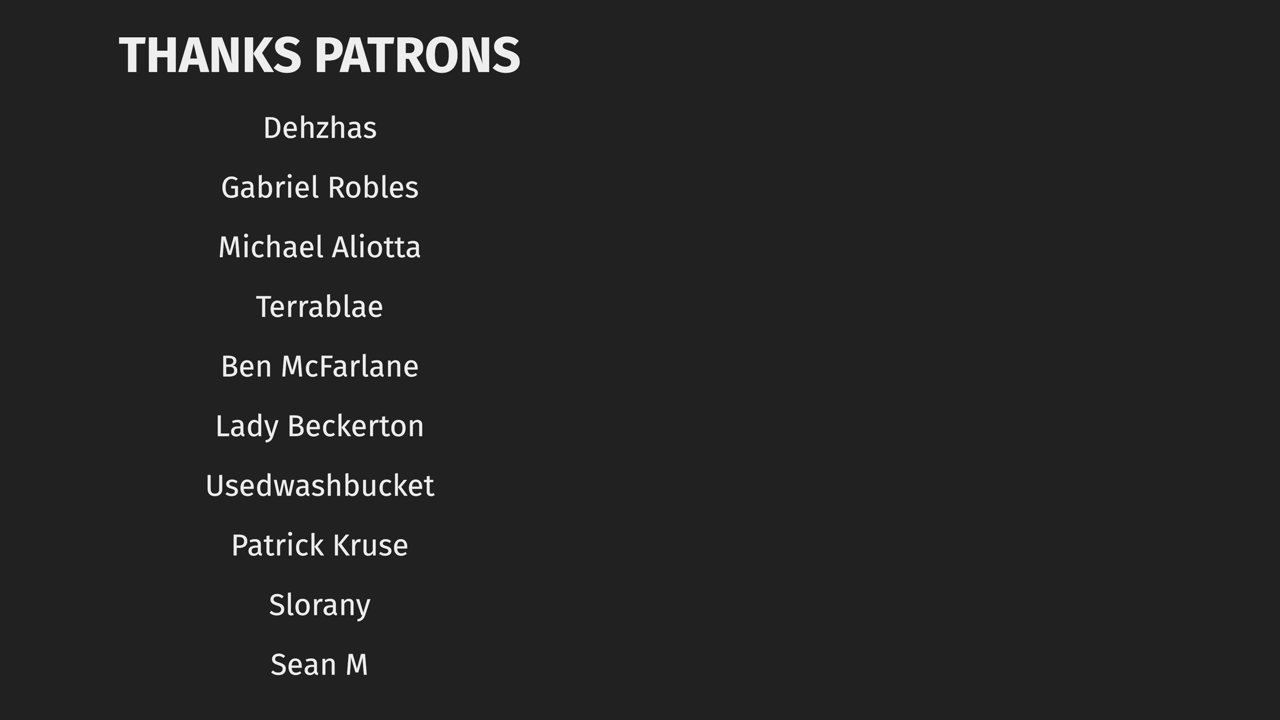 THANKS PATRONS
Dehzhas
Gabriel Robles
Michael Aliotta
Terrablae
Ben McFarlane
Lady Beckerton
Usedwashbucket
Patrick Kruse
Slorany
Sean M